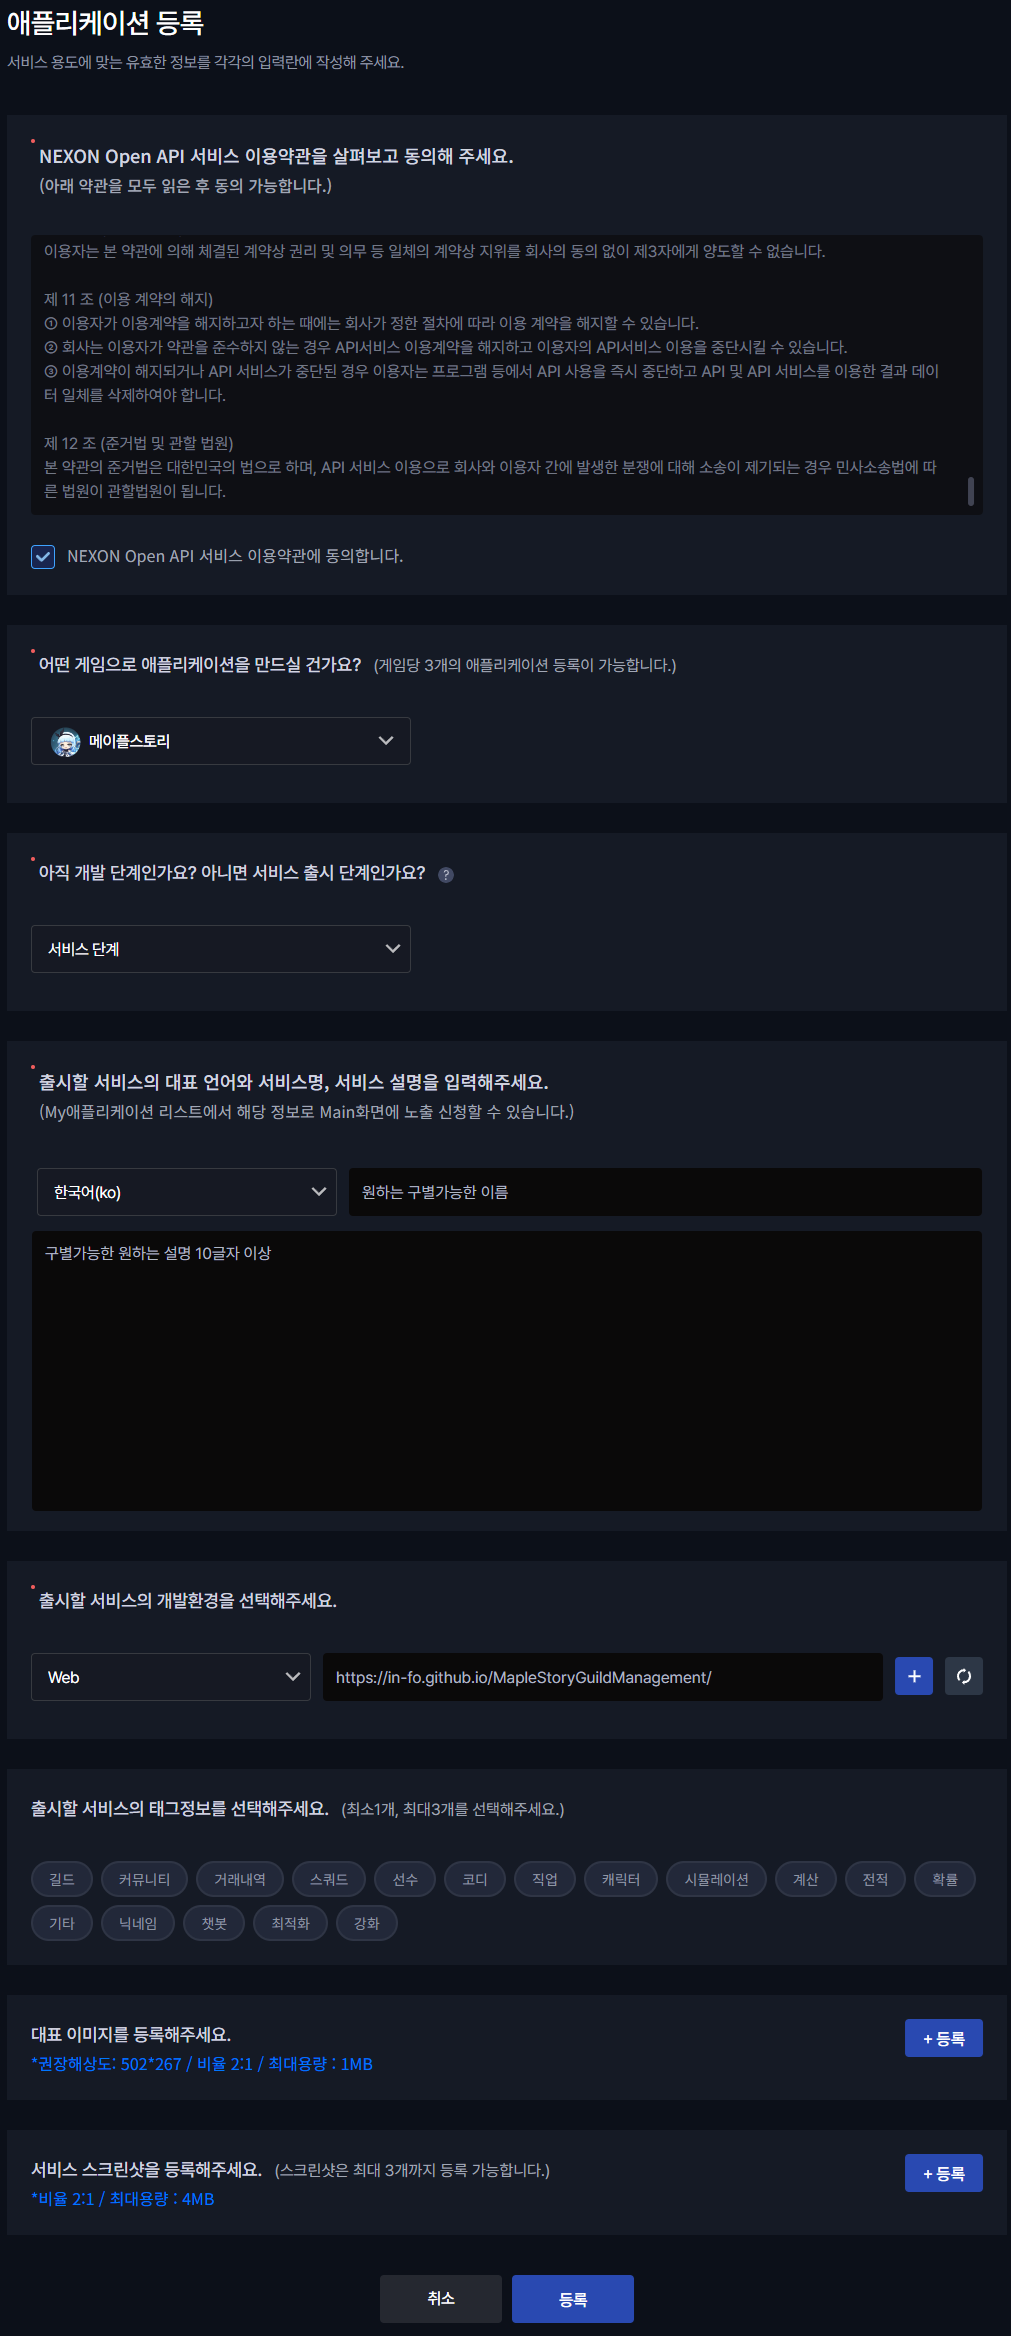 애플리케이션 등록
서비스 용도에 맞는 유효한 정보를 각각의 입력란에 작성해 주세요.
NEXON Open API 서비스 이용약관을 살펴보고 동의해 주세요.
(아래 약관을 모두 읽은 후 동의 가능합니다.)
이용자는 본 약관에 의해 체결된 계약상 권리 및 의무 등 일체의 계약상 지위를 회사의 동의 없이 제3자에게 양도할 수 없습니다.
제 11 조 (이용 계약의 해지)
① 이용자가 이용계약을 해지하고자 하는 때에는 회사가 정한 절차에 따라 이용 계약을 해지할 수 있습니다.
② 회사는 이용자가 약관을 준수하지 않는 경우 API서비스 이용계약을 해지하고 이용자의 API서비스 이용을 중단시킬 수 있습니다.
③ 이용계약이 해지되거나 API 서비스가 중단된 경우 이용자는 프로그램 등에서 API 사용을 즉시 중단하고 API 및 API 서비스를 이용한 결과 데이
터 일체를 삭제하여야 합니다.
제 12 조 (준거법 및 관할 법원)
본 약관의 준거법은 대한민국의 법으로 하며, API 서비스 이용으로 회사와 이용자 간에 발생한 분쟁에 대해 소송이 제기되는 경우 민사소송법에 따
른 법원이 관할법원이 됩니다.
NEXON Open API 서비스 이용약관에 동의합니다.
어떤 게임으로 애플리케이션을 만드실 건가요? (게임당 3개의 애플리케이션 등록이 가능합니다.)
메이플스토리
아직 개발 단계인가요? 아니면 서비스 출시 단계인가요? ?
서비스 단계
출시할 서비스의 대표 언어와 서비스명, 서비스 설명을 입력해주세요.
(My애플리케이션 리스트에서 해당 정보로 Main화면에 노출 신청할 수 있습니다.)
한국어(ko) 원하는 구별가능한 이름
구별가능한 원하는 설명 10글자 이상
출시할 서비스의 개발환경을 선택해주세요.
Web https://in-fo.github.io/MapleStoryGuildManagement/ +
출시할 서비스의 태그정보를 선택해주세요. (최소1개, 최대3개를 선택해주세요.)
길드 커뮤니티 거래내역 스쿼드 선수 코디 직업 캐릭터 시뮬레이션 계산 전적 확률
기타 닉네임 챗봇 최적화 강화
대표 이미지를 등록해주세요. + 등록
*권장해상도: 502*267 / 비율 2:1 / 최대용량 : 1MB
서비스 스크린샷을 등록해주세요. (스크린샷은 최대 3개까지 등록 가능합니다.) + 등록
*비율 2:1 / 최대용량 : 4MB
취소 등록